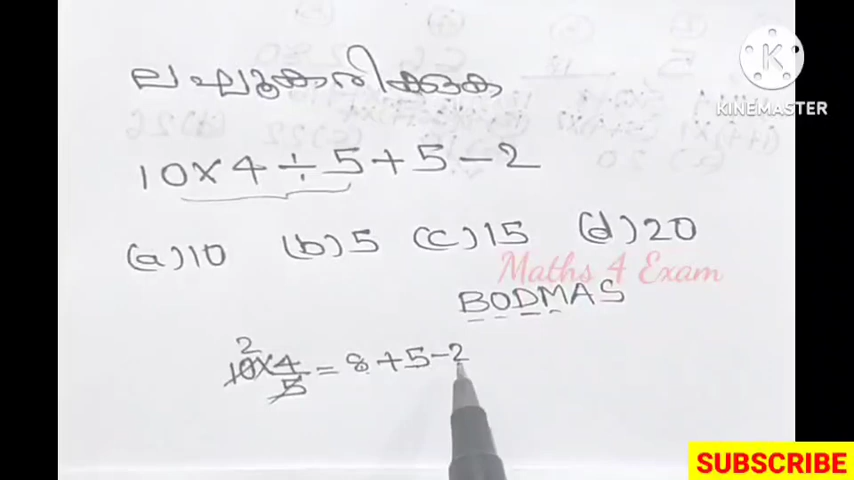 KINEMASTER
ലഘൂകരിക്കുക
10 × 4 ÷ 5 + 5 − 2
(a) 10 (b) 5 (c) 15 (d) 20
Maths 4 Exam
BODMAS
2
10 × 4/5 = 8 + 5 − 2
SUBSCRIBE